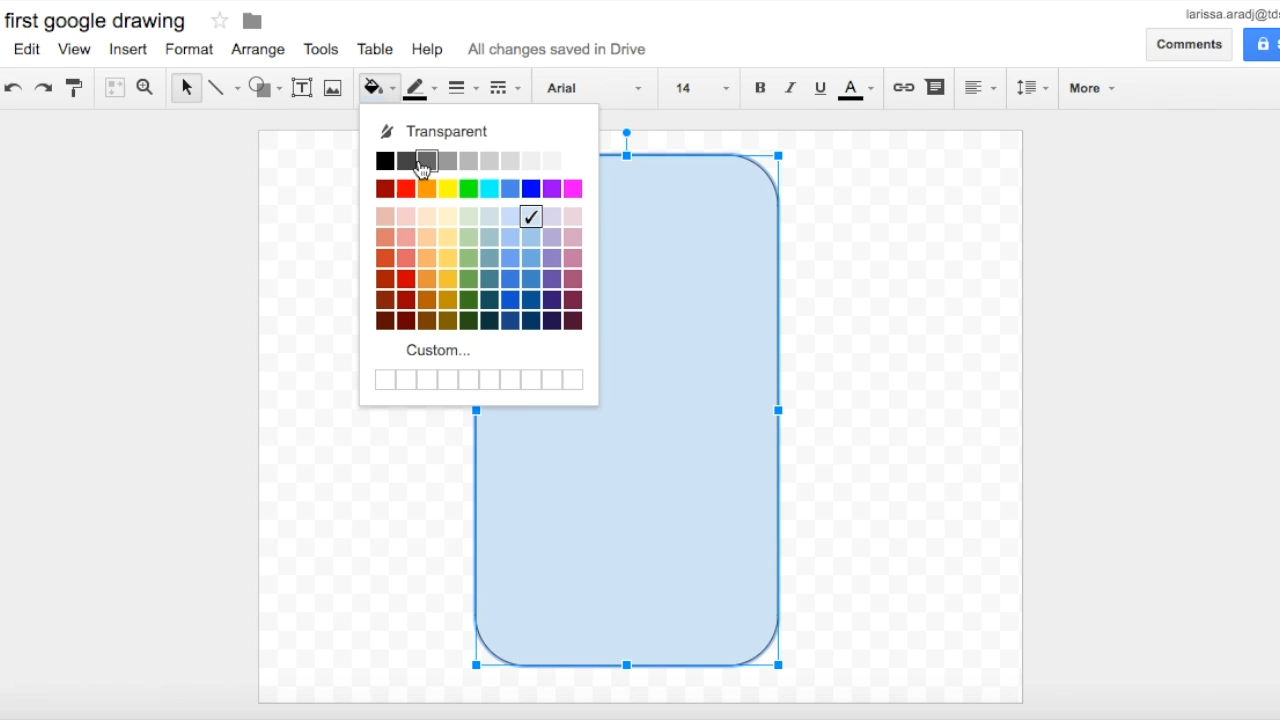 first google drawing
larissa.aradj@td
Edit View Insert Format Arrange Tools Table Help All changes saved in Drive
Comments
Arial 14 B I U A More
Transparent
Custom...